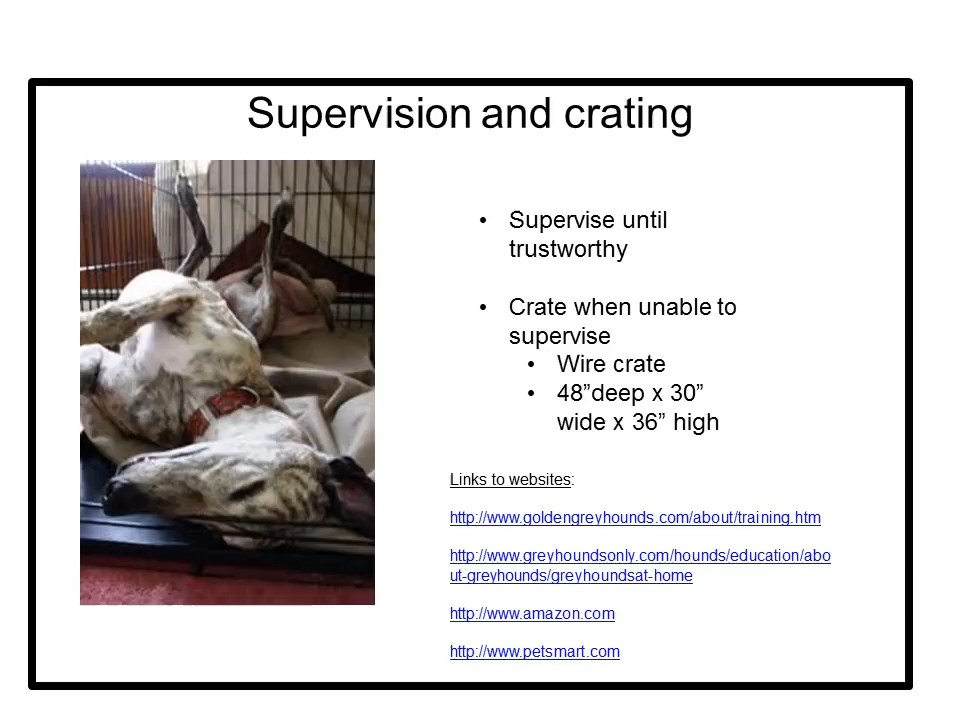 Supervision and crating
• Supervise until
trustworthy
• Crate when unable to
supervise
• Wire crate
• 48”deep x 30”
wide x 36” high
Links to websites:
http://www.goldengreyhounds.com/about/training.htm
http://www.greyhoundsonly.com/hounds/education/abo
ut-greyhounds/greyhoundsat-home
http://www.amazon.com
http://www.petsmart.com